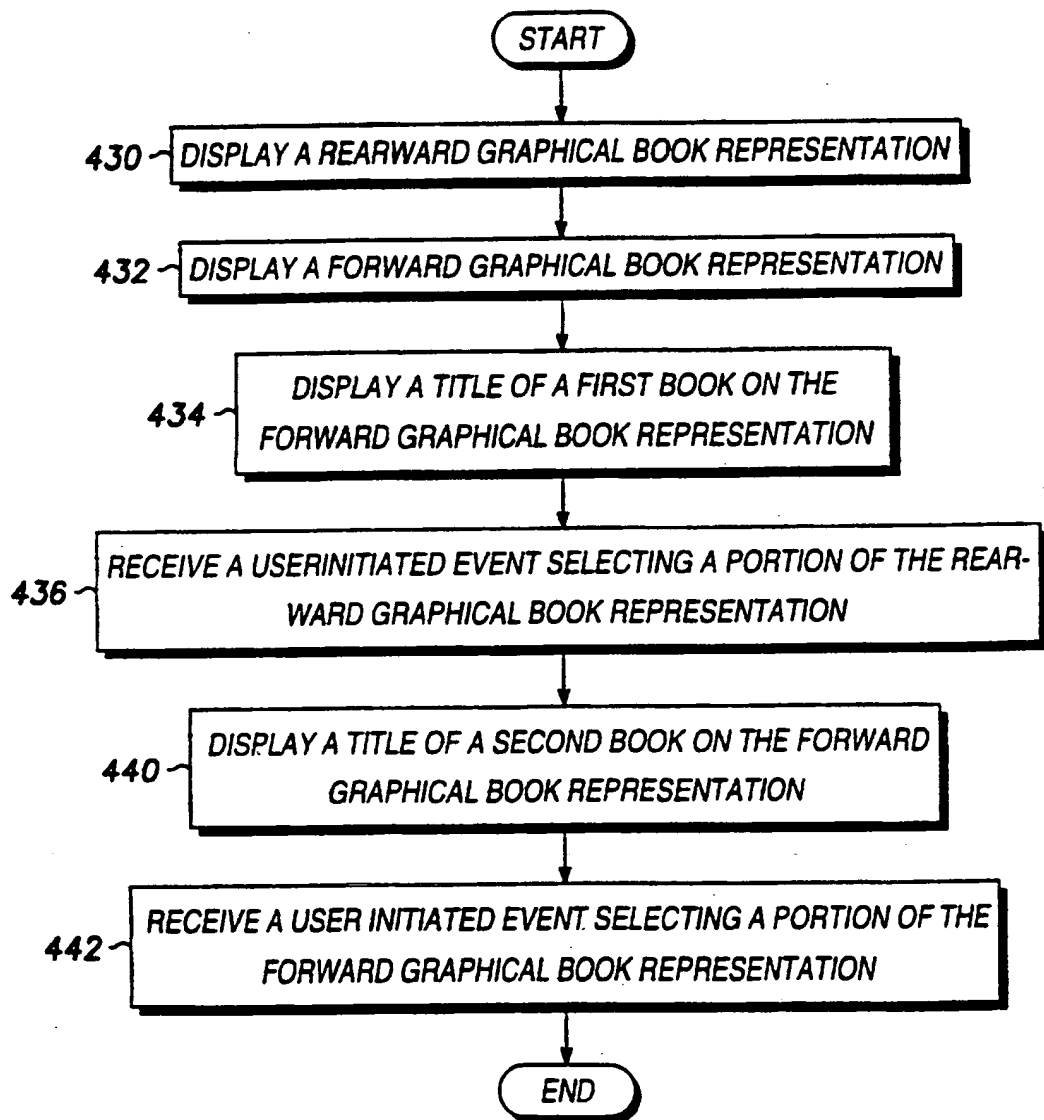 START
430 DISPLAY A REARWARD GRAPHICAL BOOK REPRESENTATION
432 DISPLAY A FORWARD GRAPHICAL BOOK REPRESENTATION
DISPLAY A TITLE OF A FIRST BOOK ON THE
434
FORWARD GRAPHICAL BOOK REPRESENTATION
RECEIVE A USERINITIATED EVENT SELECTING A PORTION OF THE REAR-
436
WARD GRAPHICAL BOOK REPRESENTATION
DISPLAY A TITLE OF A SECOND BOOK ON THE FORWARD
440
GRAPHICAL BOOK REPRESENTATION
RECEIVE A USER INITIATED EVENT SELECTING A PORTION OF THE
442
FORWARD GRAPHICAL BOOK REPRESENTATION
END